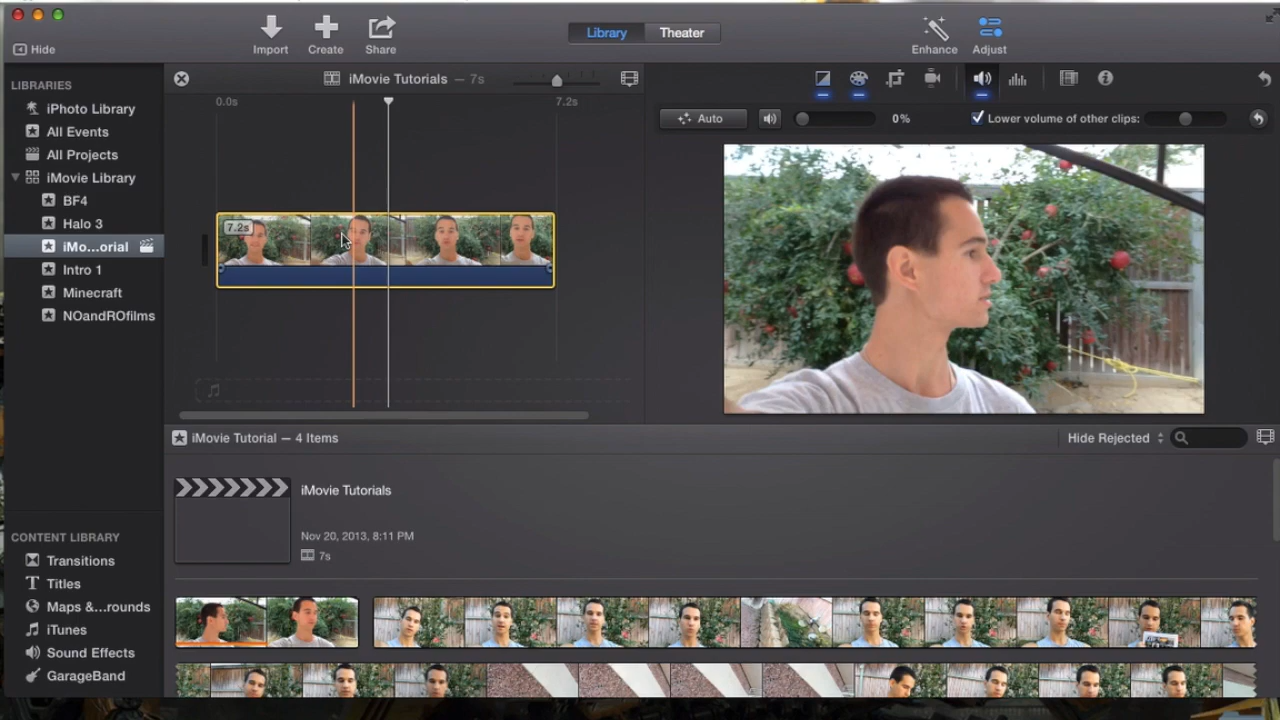 Import
Create
Share
Library
Theater
Enhance
Adjust
Hide
LIBRARIES
iPhoto Library
All Events
All Projects
iMovie Library
BF4
Halo 3
iMo...orial
Intro 1
Minecraft
NOandROfilms
CONTENT LIBRARY
Transitions
Titles
Maps &...rounds
iTunes
Sound Effects
GarageBand
iMovie Tutorials — 7s
0.0s
7.2s
7.2s
Auto
0%
Lower volume of other clips:
iMovie Tutorial — 4 Items
Hide Rejected
iMovie Tutorials
Nov 20, 2013, 8:11 PM
7s